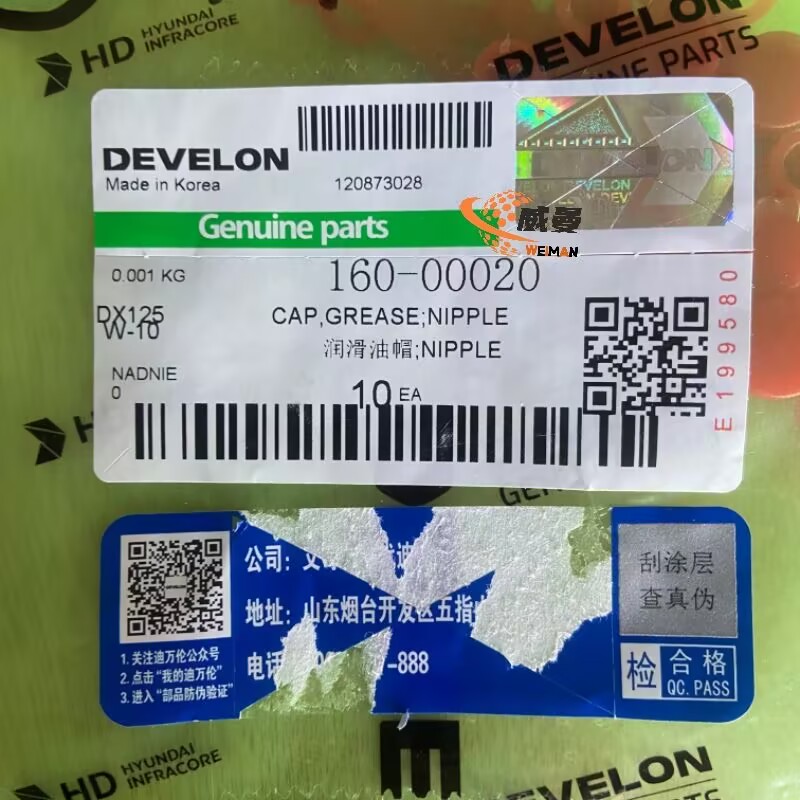 HD HYUNDAI
INFRACORE
DEVELON
GENUINE PARTS
DEVELON
Made in Korea
120873028
DEVELON
Genuine parts
威曼
WEIMAN
0.001 KG
160-00020
DX125
W-10
CAP,GREASE;NIPPLE
润滑油帽;NIPPLE
NADNIE
0
10 EA
E199580
公司:
地址: 山东烟台开发区五指
电话
-888
刮涂层
查真伪
检 合格
QC. PASS
1. 关注迪万伦公众号
2. 点击“我的迪万伦”
3. 进入“部品防伪验证”
HD HYUNDAI
INFRACORE
DEVELON